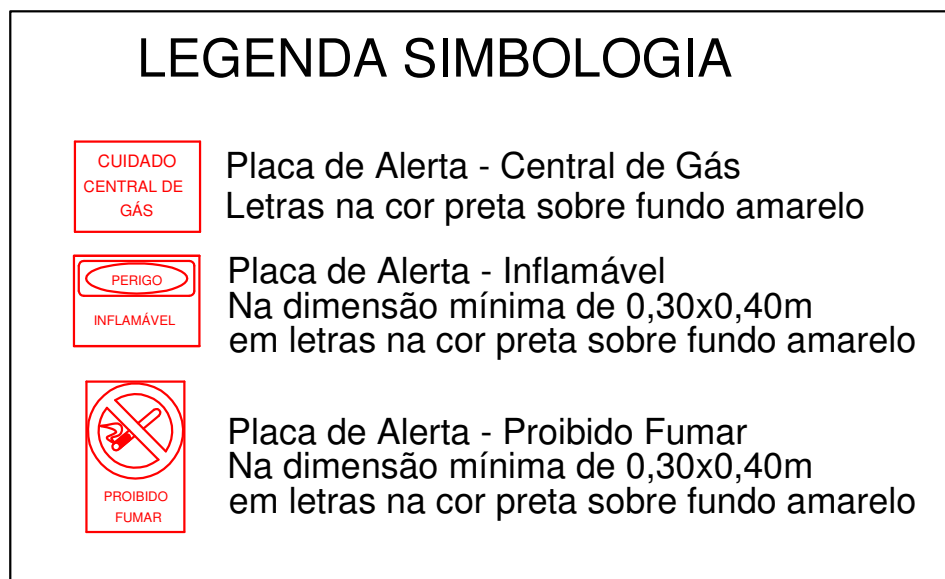 LEGENDA SIMBOLOGIA
CUIDADO
CENTRAL DE
GÁS
Placa de Alerta - Central de Gás
Letras na cor preta sobre fundo amarelo
PERIGO
INFLAMÁVEL
Placa de Alerta - Inflamável
Na dimensão mínima de 0,30x0,40m
em letras na cor preta sobre fundo amarelo
PROIBIDO
FUMAR
Placa de Alerta - Proibido Fumar
Na dimensão mínima de 0,30x0,40m
em letras na cor preta sobre fundo amarelo